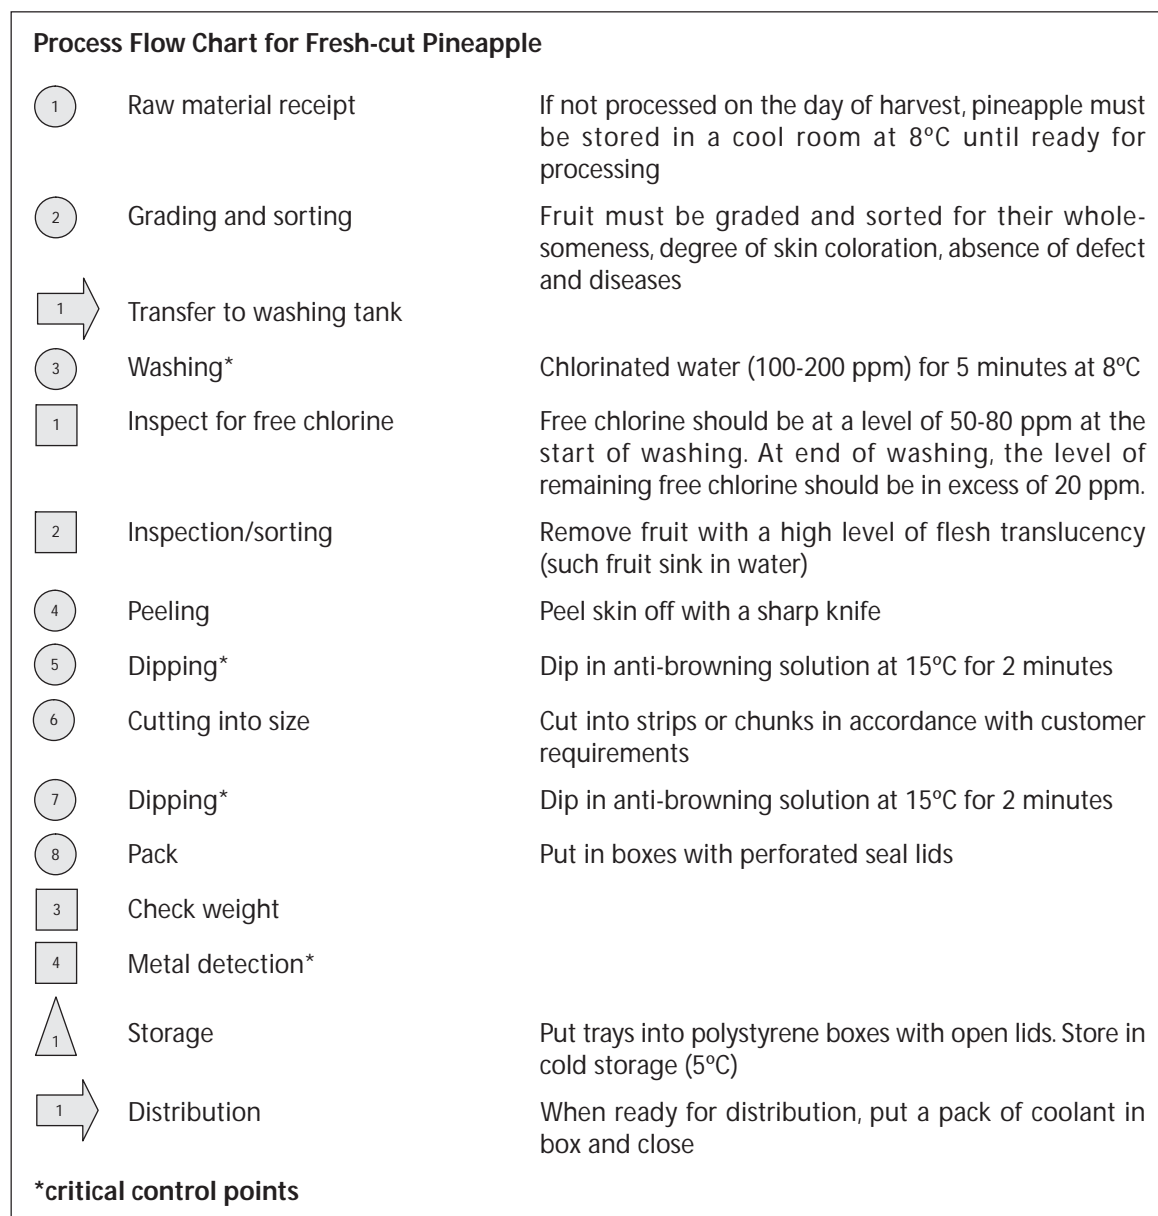 Process Flow Chart for Fresh-cut Pineapple
1 Raw material receipt If not processed on the day of harvest, pineapple must
be stored in a cool room at 8ºC until ready for
processing
2 Grading and sorting Fruit must be graded and sorted for their whole-
someness, degree of skin coloration, absence of defect
and diseases
1 Transfer to washing tank
3 Washing* Chlorinated water (100-200 ppm) for 5 minutes at 8ºC
1 Inspect for free chlorine Free chlorine should be at a level of 50-80 ppm at the
start of washing. At end of washing, the level of
remaining free chlorine should be in excess of 20 ppm.
2 Inspection/sorting Remove fruit with a high level of flesh translucency
(such fruit sink in water)
4 Peeling Peel skin off with a sharp knife
5 Dipping* Dip in anti-browning solution at 15ºC for 2 minutes
6 Cutting into size Cut into strips or chunks in accordance with customer
requirements
7 Dipping* Dip in anti-browning solution at 15ºC for 2 minutes
8 Pack Put in boxes with perforated seal lids
3 Check weight
4 Metal detection*
1 Storage Put trays into polystyrene boxes with open lids. Store in
cold storage (5ºC)
1 Distribution When ready for distribution, put a pack of coolant in
box and close
*critical control points